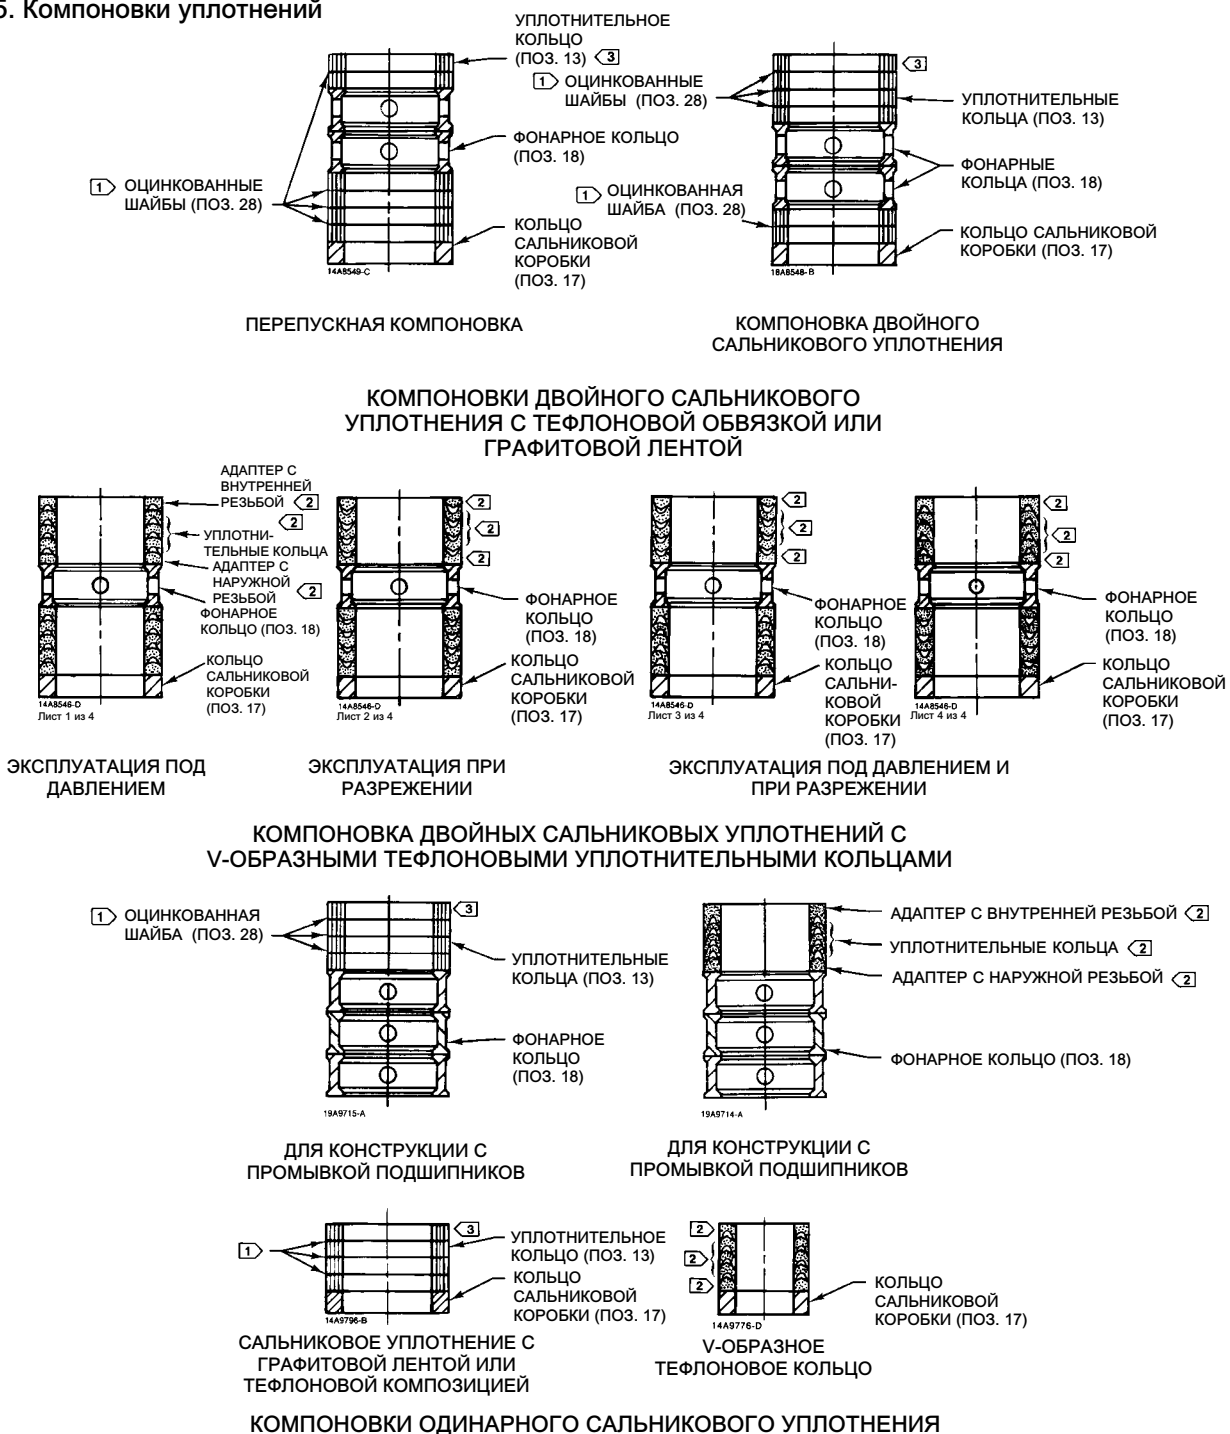 5. Компоновки уплотнений
УПЛОТНИТЕЛЬНОЕ
КОЛЬЦО
(ПОЗ. 13) 3
1 ОЦИНКОВАННЫЕ
ШАЙБЫ (ПОЗ. 28)
3
УПЛОТНИТЕЛЬНЫЕ
КОЛЬЦА (ПОЗ. 13)
ФОНАРНОЕ КОЛЬЦО
(ПОЗ. 18)
ФОНАРНЫЕ
КОЛЬЦА (ПОЗ. 18)
1 ОЦИНКОВАННЫЕ
ШАЙБЫ (ПОЗ. 28)
1 ОЦИНКОВАННАЯ
ШАЙБА (ПОЗ. 28)
КОЛЬЦО
САЛЬНИКОВОЙ
КОРОБКИ
(ПОЗ. 17)
КОЛЬЦО САЛЬНИКОВОЙ
КОРОБКИ (ПОЗ. 17)
14A8549-C
18A8548-B
ПЕРЕПУСКНАЯ КОМПОНОВКА
КОМПОНОВКА ДВОЙНОГО
САЛЬНИКОВОГО УПЛОТНЕНИЯ
КОМПОНОВКИ ДВОЙНОГО САЛЬНИКОВОГО
УПЛОТНЕНИЯ С ТЕФЛОНОВОЙ ОБВЯЗКОЙ ИЛИ
ГРАФИТОВОЙ ЛЕНТОЙ
АДАПТЕР С
ВНУТРЕННЕЙ
РЕЗЬБОЙ 2
2
УПЛОТНИ-
ТЕЛЬНЫЕ КОЛЬЦА
АДАПТЕР С
НАРУЖНОЙ
РЕЗЬБОЙ 2
ФОНАРНОЕ
КОЛЬЦО (ПОЗ. 18)
КОЛЬЦО
САЛЬНИКОВОЙ
КОРОБКИ
(ПОЗ. 17)
14A8546-D
Лист 1 из 4
2
2
2
ФОНАРНОЕ
КОЛЬЦО
(ПОЗ. 18)
КОЛЬЦО
САЛЬНИКОВОЙ
КОРОБКИ
(ПОЗ. 17)
14A8546-D
Лист 2 из 4
2
2
2
ФОНАРНОЕ
КОЛЬЦО
(ПОЗ. 18)
КОЛЬЦО
САЛЬНИ-
КОВОЙ
КОРОБКИ
(ПОЗ. 17)
14A8546-D
Лист 3 из 4
2
2
2
ФОНАРНОЕ
КОЛЬЦО
(ПОЗ. 18)
КОЛЬЦО
САЛЬНИКОВОЙ
КОРОБКИ
(ПОЗ. 17)
14A8546-D
Лист 4 из 4
ЭКСПЛУАТАЦИЯ ПОД
ДАВЛЕНИЕМ
ЭКСПЛУАТАЦИЯ ПРИ
РАЗРЕЖЕНИИ
ЭКСПЛУАТАЦИЯ ПОД ДАВЛЕНИЕМ И
ПРИ РАЗРЕЖЕНИИ
КОМПОНОВКА ДВОЙНЫХ САЛЬНИКОВЫХ УПЛОТНЕНИЙ С
V-ОБРАЗНЫМИ ТЕФЛОНОВЫМИ УПЛОТНИТЕЛЬНЫМИ КОЛЬЦАМИ
1 ОЦИНКОВАННАЯ
ШАЙБА (ПОЗ. 28)
3
УПЛОТНИТЕЛЬНЫЕ
КОЛЬЦА (ПОЗ. 13)
ФОНАРНОЕ
КОЛЬЦО
(ПОЗ. 18)
19A9715-A
АДАПТЕР С ВНУТРЕННЕЙ РЕЗЬБОЙ 2
УПЛОТНИТЕЛЬНЫЕ КОЛЬЦА 2
АДАПТЕР С НАРУЖНОЙ РЕЗЬБОЙ 2
ФОНАРНОЕ КОЛЬЦО (ПОЗ. 18)
19A9714-A
ДЛЯ КОНСТРУКЦИИ С
ПРОМЫВКОЙ ПОДШИПНИКОВ
ДЛЯ КОНСТРУКЦИИ С
ПРОМЫВКОЙ ПОДШИПНИКОВ
1
3
УПЛОТНИТЕЛЬНОЕ
КОЛЬЦО (ПОЗ. 13)
КОЛЬЦО
САЛЬНИКОВОЙ
КОРОБКИ (ПОЗ. 17)
14A9796-B
2
2
2
КОЛЬЦО
САЛЬНИКОВОЙ
КОРОБКИ (ПОЗ. 17)
14A9776-D
САЛЬНИКОВОЕ УПЛОТНЕНИЕ С
ГРАФИТОВОЙ ЛЕНТОЙ ИЛИ
ТЕФЛОНОВОЙ КОМПОЗИЦИЕЙ
V-ОБРАЗНОЕ
ТЕФЛОНОВОЕ КОЛЬЦО
КОМПОНОВКИ ОДИНАРНОГО САЛЬНИКОВОГО УПЛОТНЕНИЯ